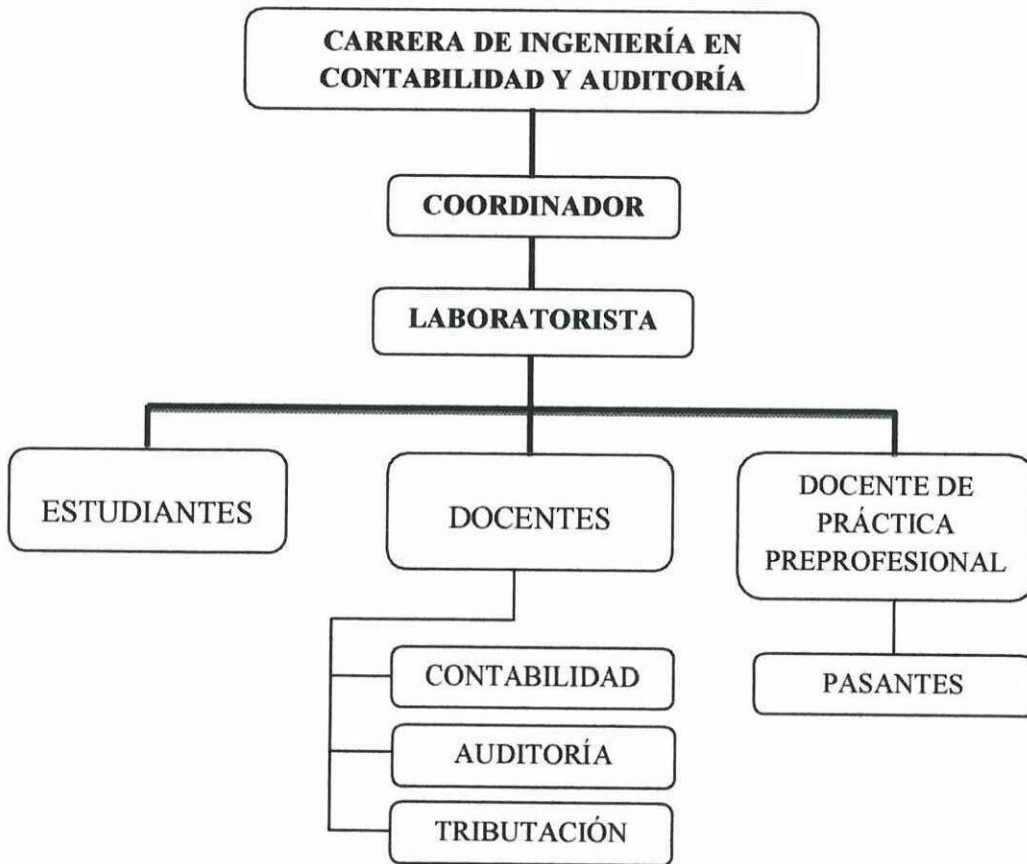 CARRERA DE INGENIERÍA EN
CONTABILIDAD Y AUDITORÍA
COORDINADOR
LABORATORISTA
ESTUDIANTES
DOCENTES
DOCENTE DE
PRÁCTICA
PREPROFESIONAL
CONTABILIDAD
AUDITORÍA
TRIBUTACIÓN
PASANTES